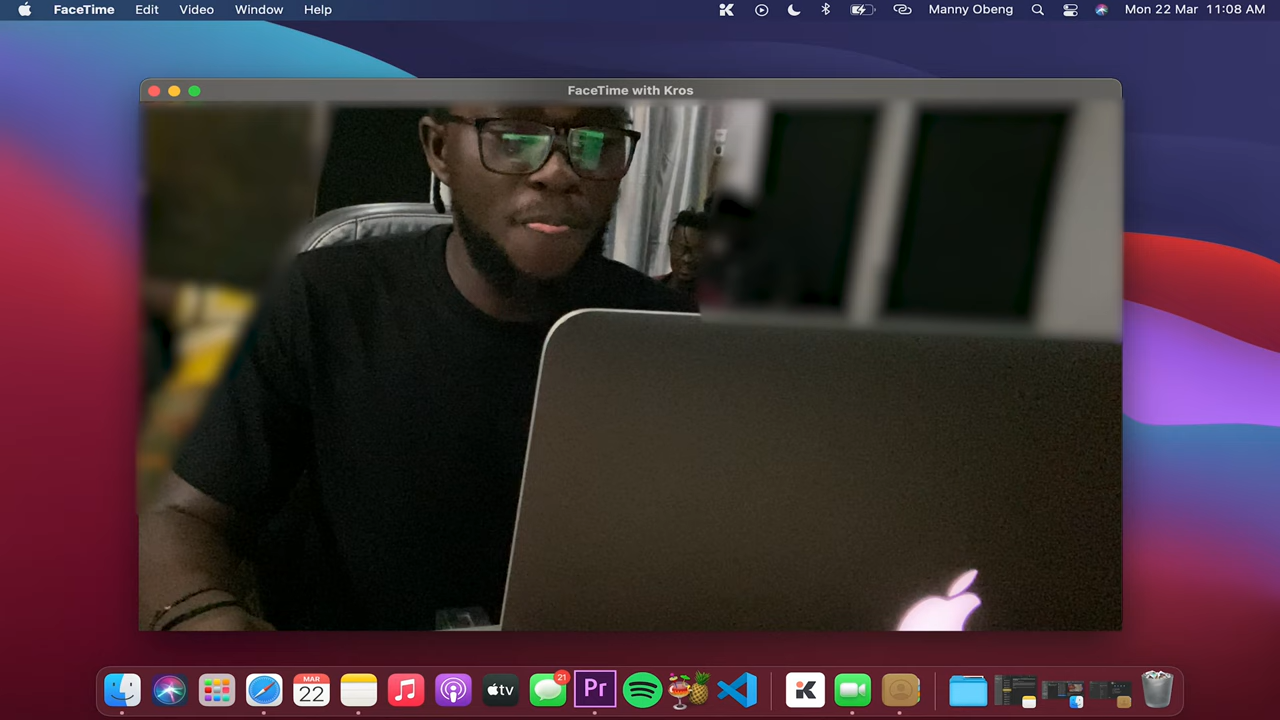 FaceTime Edit Video Window Help Manny Obeng Mon 22 Mar 11:08 AM
FaceTime with Kros
MAR
22
tv
21
Pr